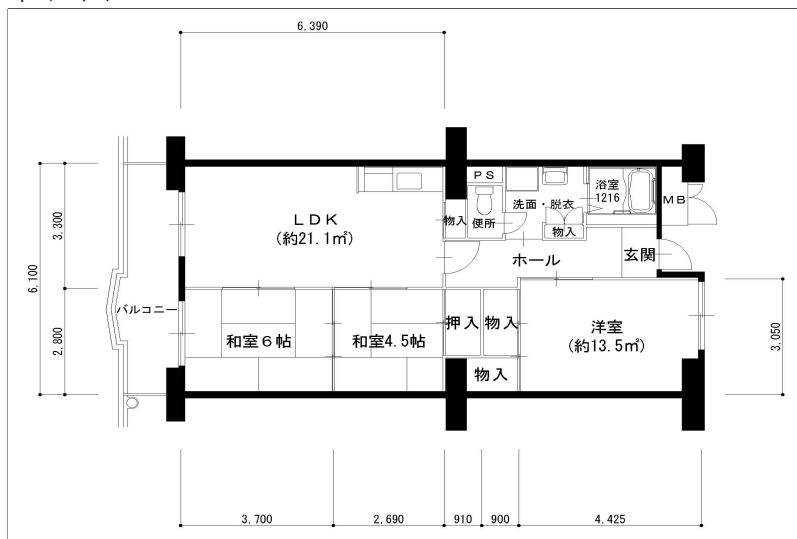 6,390
PS
浴室
1216
MB
洗面・脱衣
LDK
(約21.1㎡)
物入
便所
物入
3,300
6,100
ホール
玄関
バルコニー
和室6帖
和室4.5帖
押入
物入
洋室
(約13.5㎡)
2,800
3,050
物入
3,700
2,690
910
900
4,425